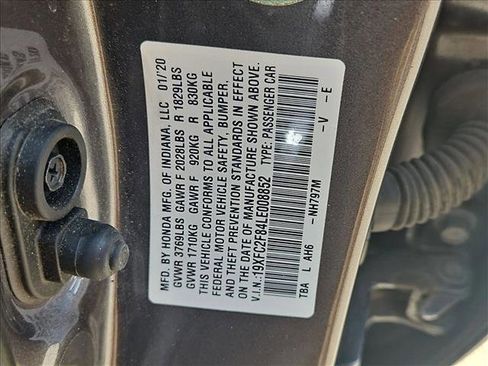 MFD. BY HONDA MFG. OF INDIANA, LLC 01/'20
GVWR 3769LBS GAWR F 2028LBS R 1829LBS
GVWR 1710KG GAWR F 920KG R 830KG
THIS VEHICLE CONFORMS TO ALL APPLICABLE
FEDERAL MOTOR VEHICLE SAFETY, BUMPER,
AND THEFT PREVENTION STANDARDS IN EFFECT
ON THE DATE OF MANUFACTURE SHOWN ABOVE.
V.I.N.:19XFC2F84LE008852 TYPE: PASSENGER CAR
-NH797M -V -E
TBA L AH6